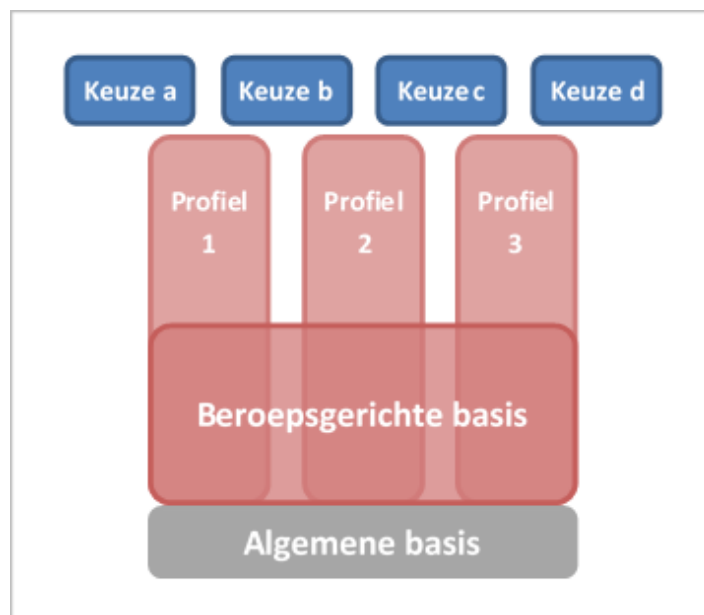 Keuze a
Keuze b
Keuze c
Keuze d
Profiel
1
Profiel
2
Profiel
3
Beroepsgerichte basis
Algemene basis